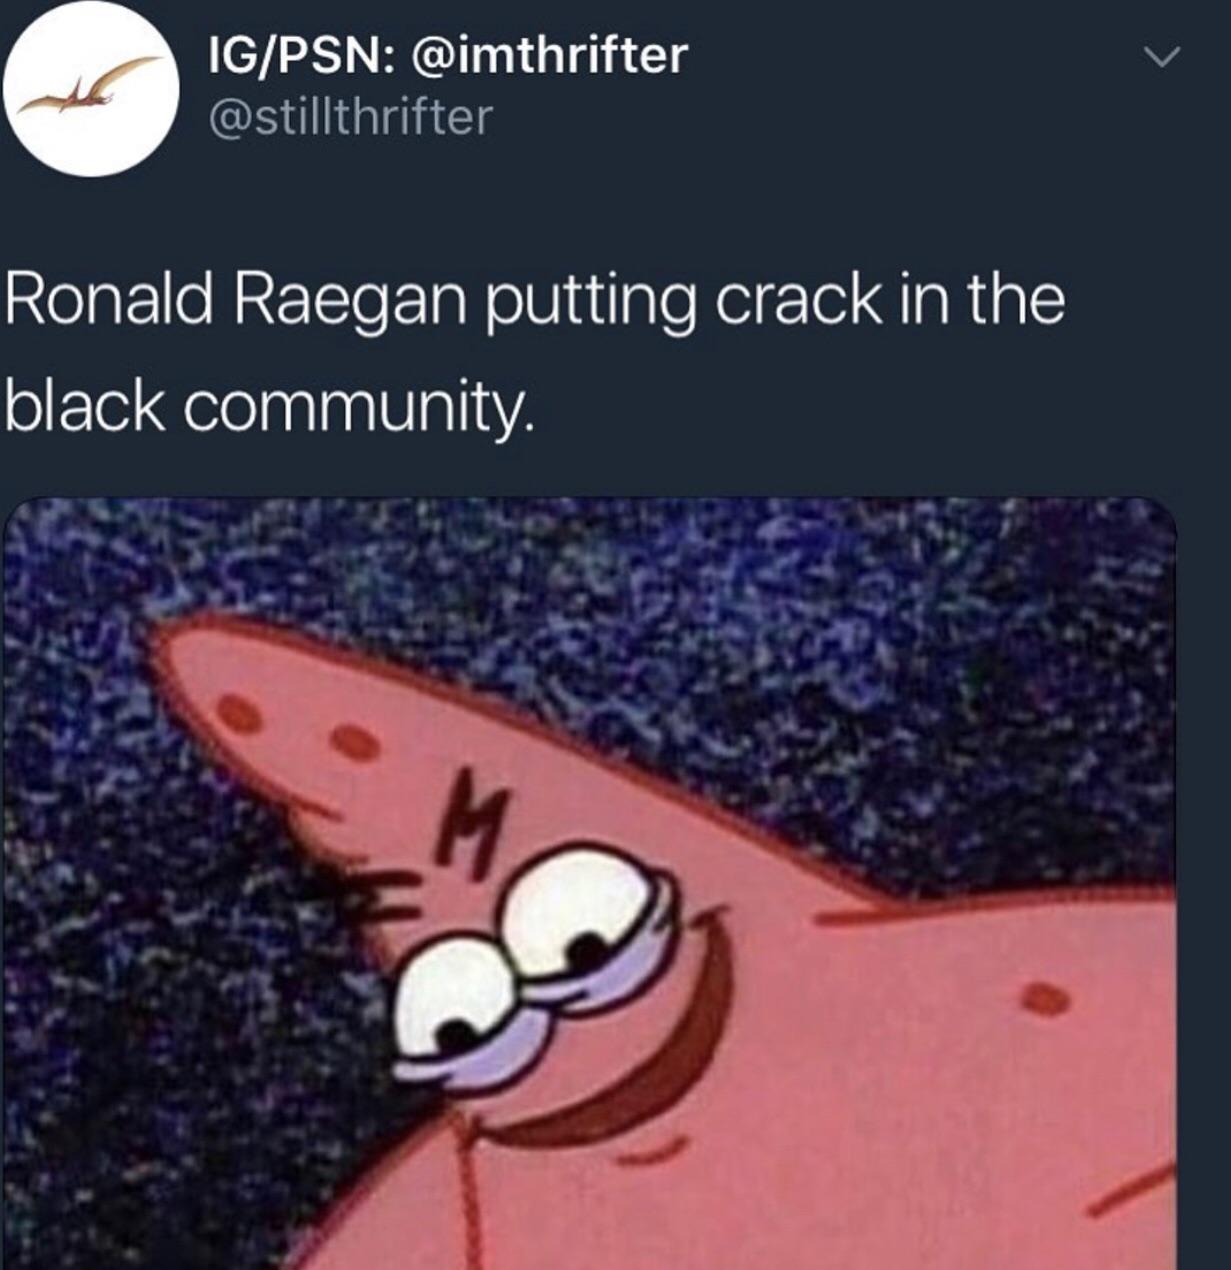 IG/PSN: @imthrifter
@stillthrifter
Ronald Raegan putting crack in the
black community.